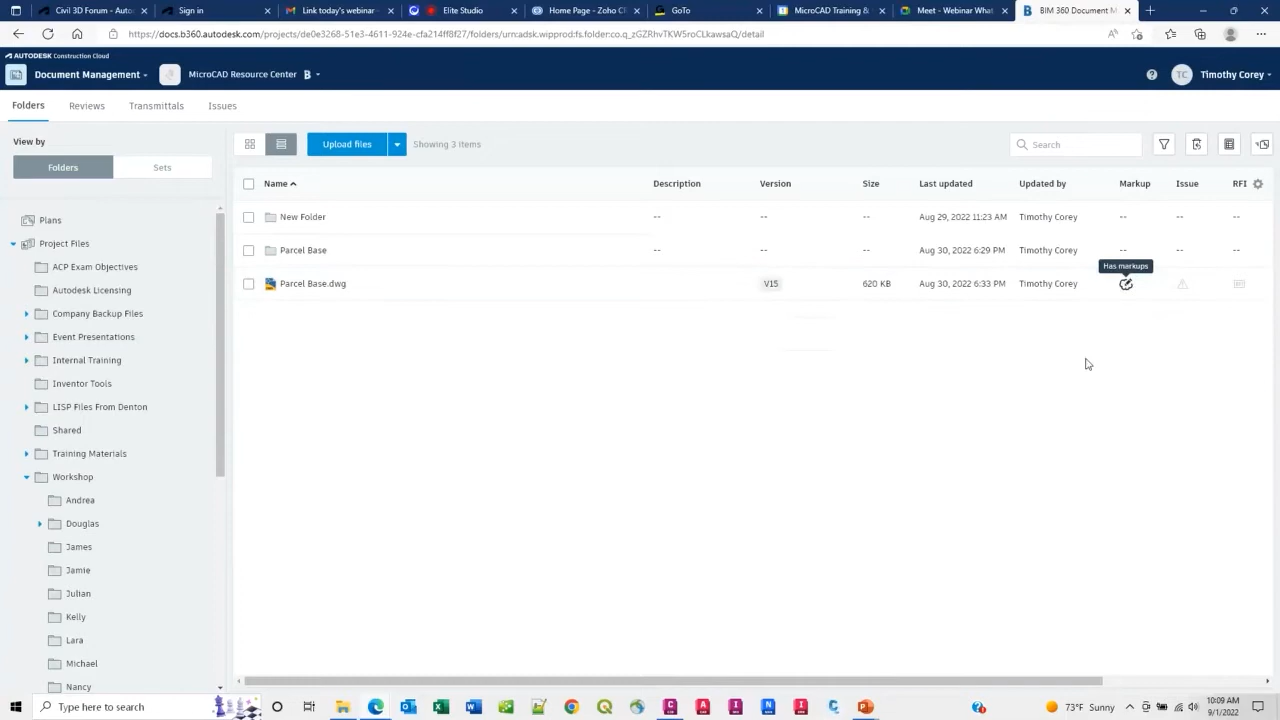 Civil 3D Forum - Autod
Sign in
Link today's webinar
Elite Studio
Home Page - Zoho C
GoTo
MicroCAD Training &
Meet - Webinar What
BIM 360 Document M
https://docs.b360.autodesk.com/projects/de0e3268-51e3-4611-924e-cfa214ff8f27/folders/urn:adsk.wipprod:fs.folder:co.q_zGZRhvTKW5roCLkawsaQ/detail
AUTODESK Construction Cloud
Document Management
MicroCAD Resource Center B
TC Timothy Corey
Folders Reviews Transmittals Issues
View by
Folders Sets
Upload files Showing 3 items
Search
Name Description Version Size Last updated Updated by Markup Issue RFI
New Folder -- -- -- Aug 29, 2022 11:23 AM Timothy Corey -- -- --
Parcel Base -- -- -- Aug 30, 2022 6:29 PM Timothy Corey -- -- --
Has markups
Parcel Base.dwg V15 620 KB Aug 30, 2022 6:33 PM Timothy Corey
Plans
Project Files
ACP Exam Objectives
Autodesk Licensing
Company Backup Files
Event Presentations
Internal Training
Inventor Tools
LISP Files From Denton
Shared
Training Materials
Workshop
Andrea
Douglas
James
Jamie
Julian
Kelly
Lara
Michael
Nancy
Type here to search
73°F Sunny
10:09 AM
9/1/2022